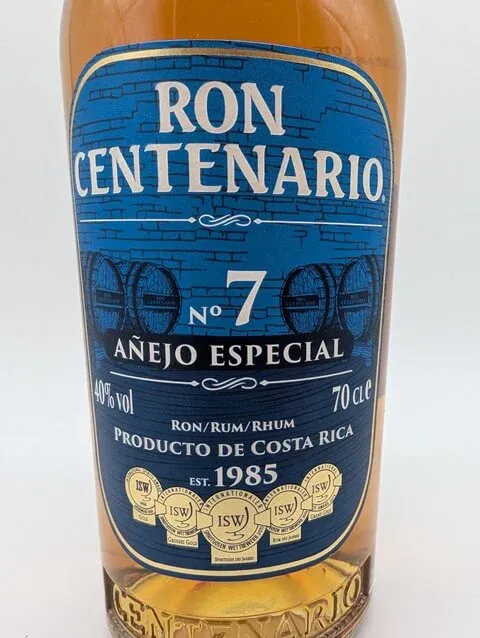 RON
CENTENARIO®
Nº 7
AÑEJO ESPECIAL
40% vol
70 CL e
RON/RUM/RHUM
PRODUCTO DE COSTA RICA
EST. 1985
ISW
ISW
ISW
ISW
ISW
CENTENARIO